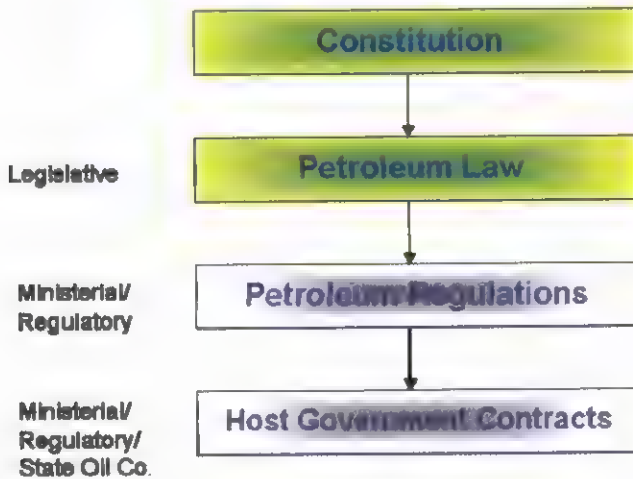 Constitution
Legislative
Petroleum Law
Ministerial/
Regulatory
Petroleum Regulations
Ministerial/
Regulatory/
State Oil Co.
Host Government Contracts